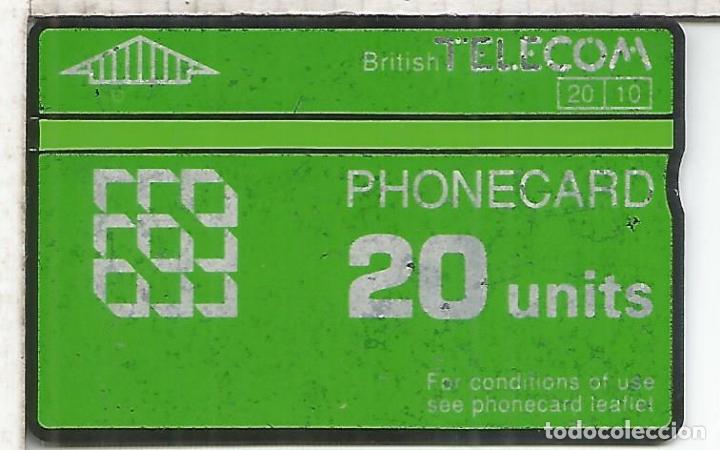 British TELECOM
20 10
PHONECARD
20 units
For conditions of use
see phonecard leaflet
todocoleccion